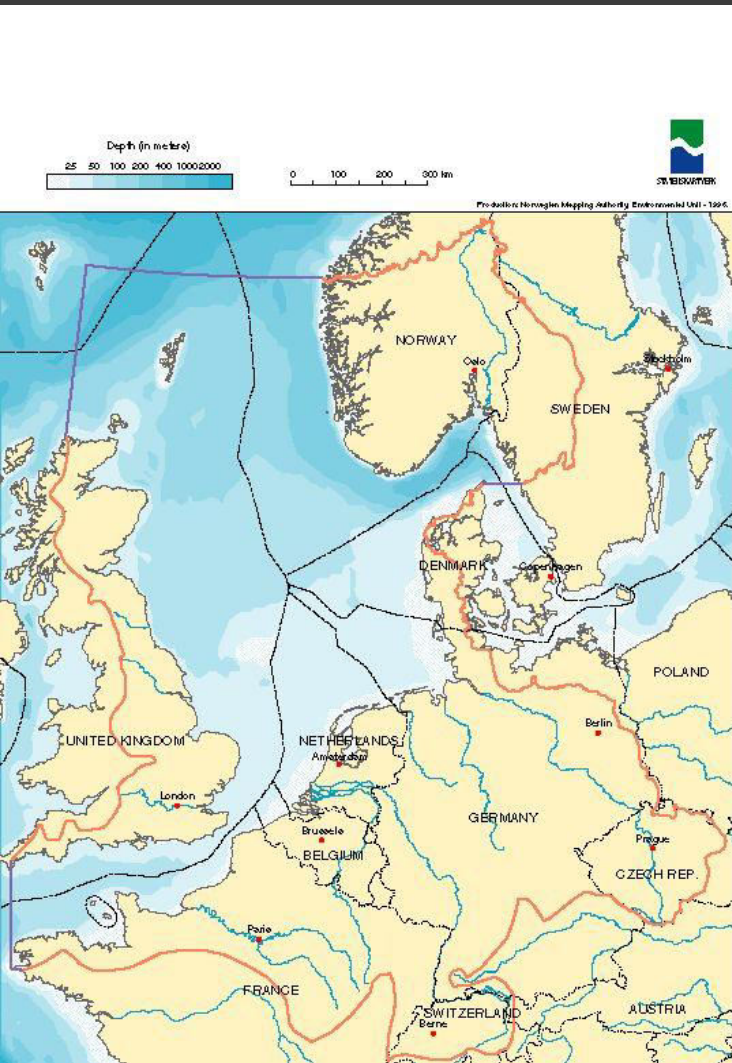 Depth (in meters)
25 50 100 200 400 1000 2000
0 100 200 300 km
STATENS KARTVERK
Production: Norwegian Mapping Authority. Environmental Unit - 1996.
NORWAY
Oslo
Stockholm
SWEDEN
DENMARK
Copenhagen
POLAND
Berlin
UNITED KINGDOM
NETHERLANDS
Amsterdam
London
GERMANY
Brussels
BELGIUM
Prague
CZECH REP.
Paris
FRANCE
SWITZERLAND
Berne
AUSTRIA